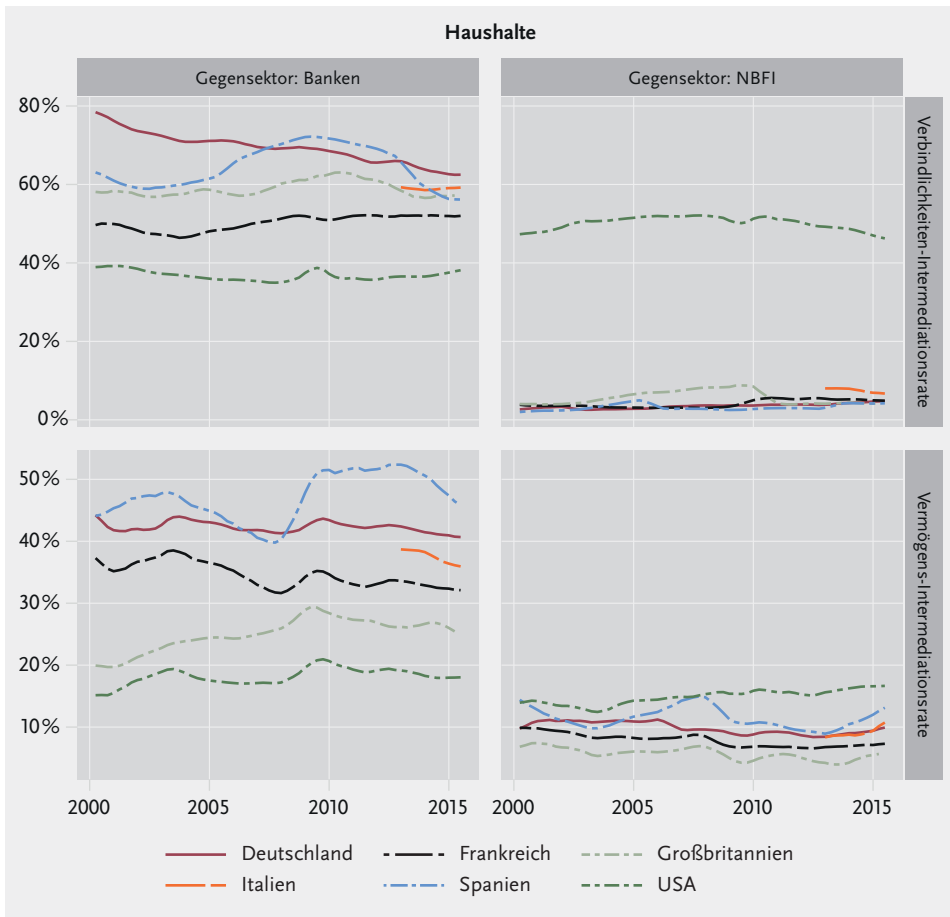 Haushalte
Gegensektor: Banken
Gegensektor: NBFI
80%
60%
40%
20%
0%
Verbindlichkeiten-Intermediationsrate
50%
40%
30%
20%
10%
Vermögens-Intermediationsrate
2000 2005 2010 2015
2000 2005 2010 2015
Deutschland Frankreich Großbritannien
Italien Spanien USA